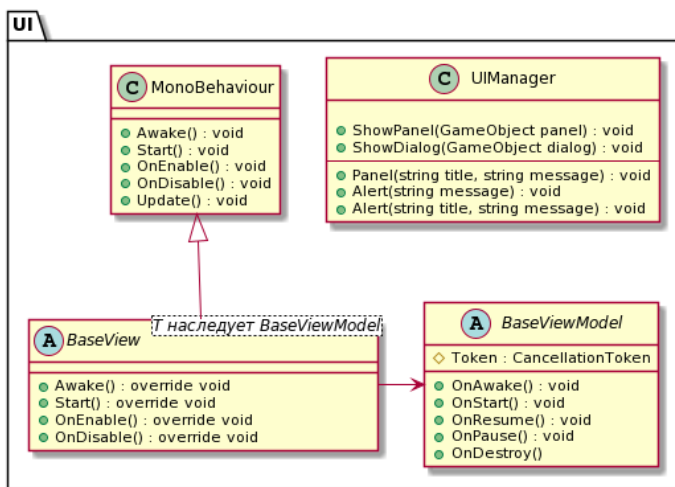 UI
C MonoBehaviour
Awake() : void
Start() : void
OnEnable() : void
OnDisable() : void
Update() : void
C UIManager
ShowPanel(GameObject panel) : void
ShowDialog(GameObject dialog) : void
Panel(string title, string message) : void
Alert(string message) : void
Alert(string title, string message) : void
T наследует BaseViewModel
A BaseView
Awake() : override void
Start() : override void
OnEnable() : override void
OnDisable() : override void
A BaseViewModel
Token : CancellationToken
OnAwake() : void
OnStart() : void
OnResume() : void
OnPause() : void
OnDestroy()